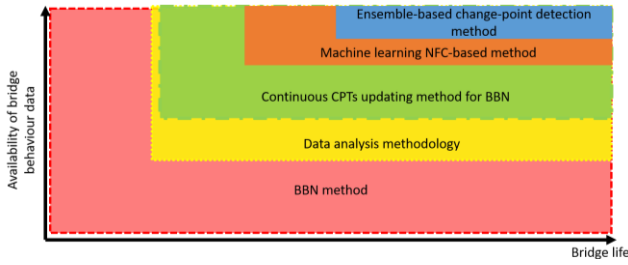 Ensemble-based change-point detection
method
Machine learning NFC-based method
Continuous CPTs updating method for BBN
Data analysis methodology
BBN method
Availability of bridge
behaviour data
Bridge life